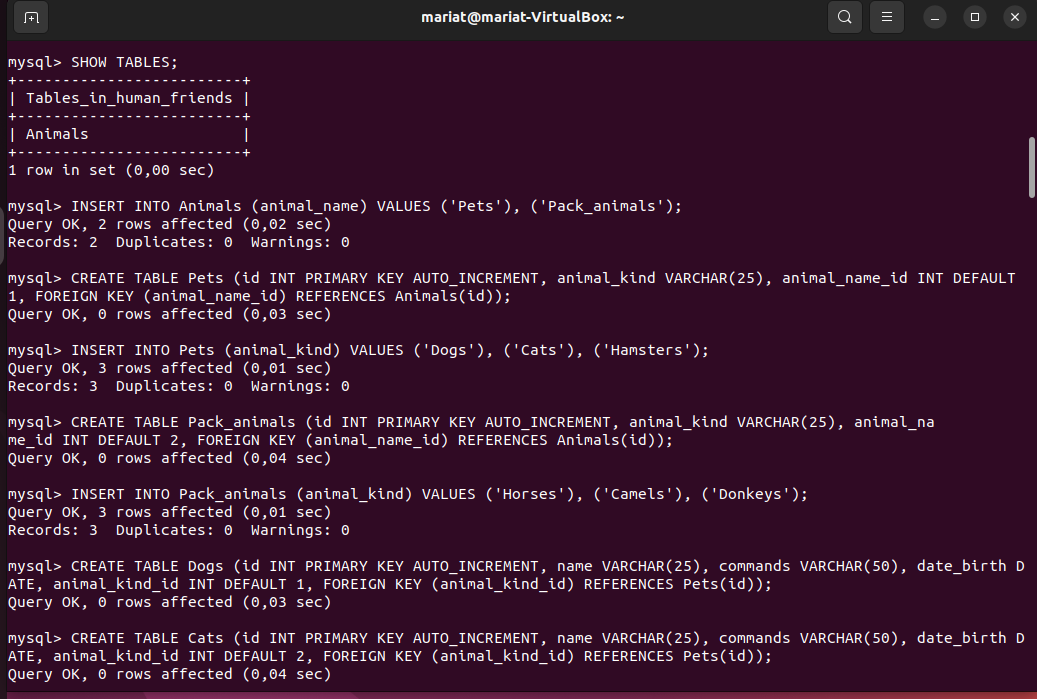 mariat@mariat-VirtualBox: ~
mysql> SHOW TABLES;
+-------------------------+
| Tables_in_human_friends |
+-------------------------+
| Animals                 |
+-------------------------+
1 row in set (0,00 sec)
mysql> INSERT INTO Animals (animal_name) VALUES ('Pets'), ('Pack_animals');
Query OK, 2 rows affected (0,02 sec)
Records: 2  Duplicates: 0  Warnings: 0
mysql> CREATE TABLE Pets (id INT PRIMARY KEY AUTO_INCREMENT, animal_kind VARCHAR(25), animal_name_id INT DEFAULT
1, FOREIGN KEY (animal_name_id) REFERENCES Animals(id));
Query OK, 0 rows affected (0,03 sec)
mysql> INSERT INTO Pets (animal_kind) VALUES ('Dogs'), ('Cats'), ('Hamsters');
Query OK, 3 rows affected (0,01 sec)
Records: 3  Duplicates: 0  Warnings: 0
mysql> CREATE TABLE Pack_animals (id INT PRIMARY KEY AUTO_INCREMENT, animal_kind VARCHAR(25), animal_na
me_id INT DEFAULT 2, FOREIGN KEY (animal_name_id) REFERENCES Animals(id));
Query OK, 0 rows affected (0,04 sec)
mysql> INSERT INTO Pack_animals (animal_kind) VALUES ('Horses'), ('Camels'), ('Donkeys');
Query OK, 3 rows affected (0,01 sec)
Records: 3  Duplicates: 0  Warnings: 0
mysql> CREATE TABLE Dogs (id INT PRIMARY KEY AUTO_INCREMENT, name VARCHAR(25), commands VARCHAR(50), date_birth D
ATE, animal_kind_id INT DEFAULT 1, FOREIGN KEY (animal_kind_id) REFERENCES Pets(id));
Query OK, 0 rows affected (0,03 sec)
mysql> CREATE TABLE Cats (id INT PRIMARY KEY AUTO_INCREMENT, name VARCHAR(25), commands VARCHAR(50), date_birth D
ATE, animal_kind_id INT DEFAULT 2, FOREIGN KEY (animal_kind_id) REFERENCES Pets(id));
Query OK, 0 rows affected (0,04 sec)